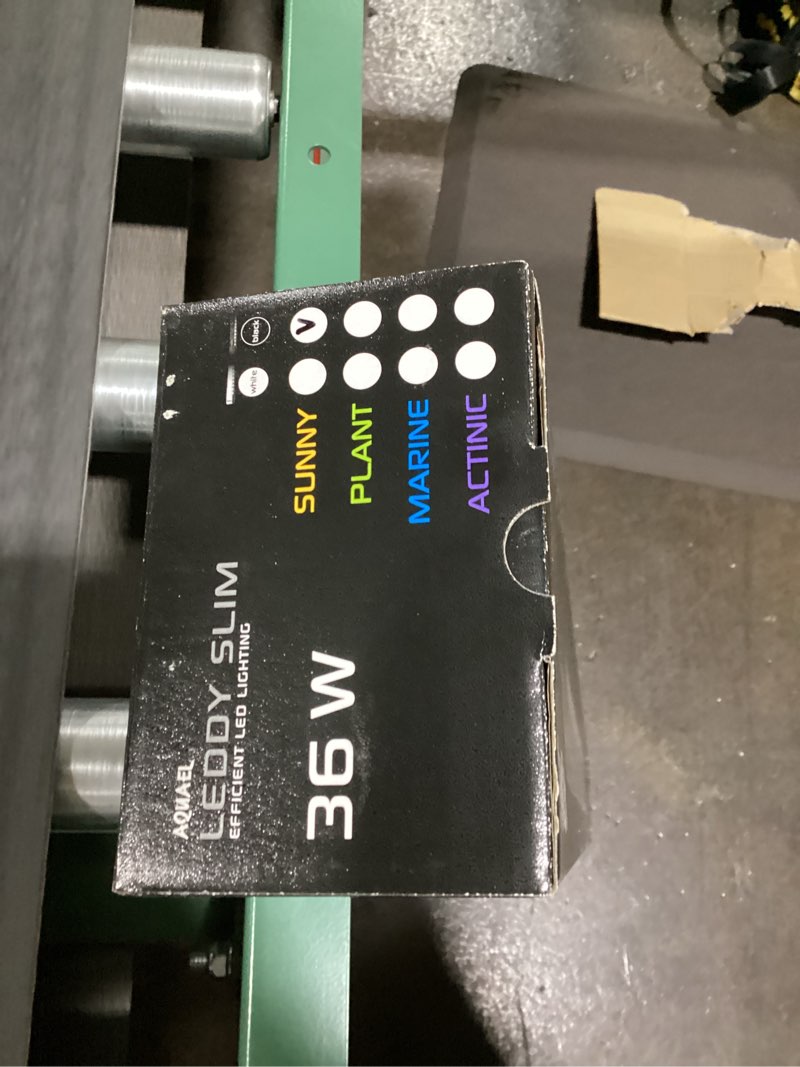 AQUAEL
LEDDY SLIM
EFFICIENT LED LIGHTING
36 W
white black
SUNNY V
PLANT
MARINE
ACTINIC